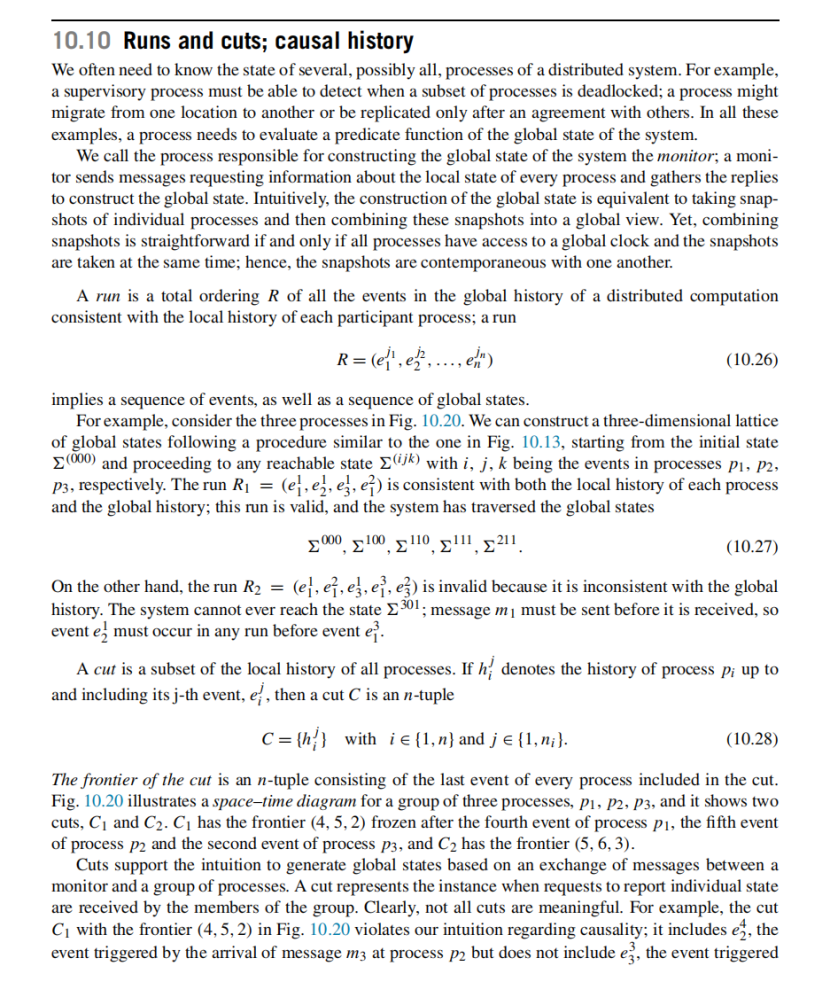 10.10 Runs and cuts; causal history
We often need to know the state of several, possibly all, processes of a distributed system. For example,
a supervisory process must be able to detect when a subset of processes is deadlocked; a process might
migrate from one location to another or be replicated only after an agreement with others. In all these
examples, a process needs to evaluate a predicate function of the global state of the system.
We call the process responsible for constructing the global state of the system the monitor; a moni-
tor sends messages requesting information about the local state of every process and gathers the replies
to construct the global state. Intuitively, the construction of the global state is equivalent to taking snap-
shots of individual processes and then combining these snapshots into a global view. Yet, combining
snapshots is straightforward if and only if all processes have access to a global clock and the snapshots
are taken at the same time; hence, the snapshots are contemporaneous with one another.
A run is a total ordering R of all the events in the global history of a distributed computation
consistent with the local history of each participant process; a run
R = (e_1^{j_1}, e_2^{j_2}, . . . , e_n^{j_n}) (10.26)
implies a sequence of events, as well as a sequence of global states.
For example, consider the three processes in Fig. 10.20. We can construct a three-dimensional lattice
of global states following a procedure similar to the one in Fig. 10.13, starting from the initial state
Σ^{(000)} and proceeding to any reachable state Σ^{(ijk)} with i, j, k being the events in processes p_1, p_2,
p_3, respectively. The run R_1 = (e_1^1, e_2^1, e_3^1, e_1^2) is consistent with both the local history of each process
and the global history; this run is valid, and the system has traversed the global states
Σ^{000}, Σ^{100}, Σ^{110}, Σ^{111}, Σ^{211}. (10.27)
On the other hand, the run R_2 = (e_1^1, e_1^2, e_3^1, e_1^3, e_3^2) is invalid because it is inconsistent with the global
history. The system cannot ever reach the state Σ^{301}; message m_1 must be sent before it is received, so
event e_2^1 must occur in any run before event e_1^3.
A cut is a subset of the local history of all processes. If h_i^j denotes the history of process p_i up to
and including its j-th event, e_i^j, then a cut C is an n-tuple
C = {h_i^j} with i ∈ {1, n} and j ∈ {1, n_i}. (10.28)
The frontier of the cut is an n-tuple consisting of the last event of every process included in the cut.
Fig. 10.20 illustrates a space–time diagram for a group of three processes, p_1, p_2, p_3, and it shows two
cuts, C_1 and C_2. C_1 has the frontier (4, 5, 2) frozen after the fourth event of process p_1, the fifth event
of process p_2 and the second event of process p_3, and C_2 has the frontier (5, 6, 3).
Cuts support the intuition to generate global states based on an exchange of messages between a
monitor and a group of processes. A cut represents the instance when requests to report individual state
are received by the members of the group. Clearly, not all cuts are meaningful. For example, the cut
C_1 with the frontier (4, 5, 2) in Fig. 10.20 violates our intuition regarding causality; it includes e_2^4, the
event triggered by the arrival of message m_3 at process p_2 but does not include e_3^3, the event triggered